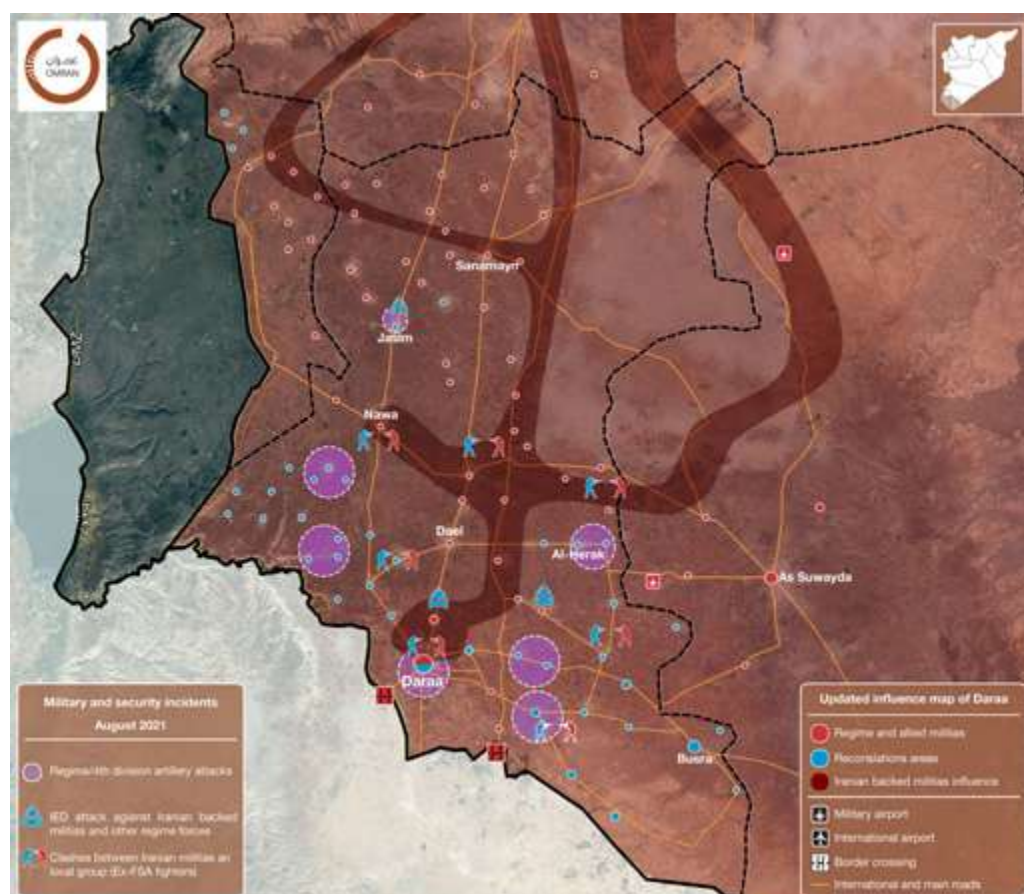 عمران
OMRAN
Sanamayn
Jasim
Nawa
Dael
Al-Herak
As Suwayda
Daraa
Busra
Military and security incidents
August 2021
Regime/4th division artillery attacks
IED attack against Iranian backed
militias and other regime forces
Clashes between Iranian militias an
local group (Ex-FSA fighters)
Updated influence map of Daraa
Regime and allied militias
Iranian backed militias influence
Military airport
International airport
Border crossing
International and main roads